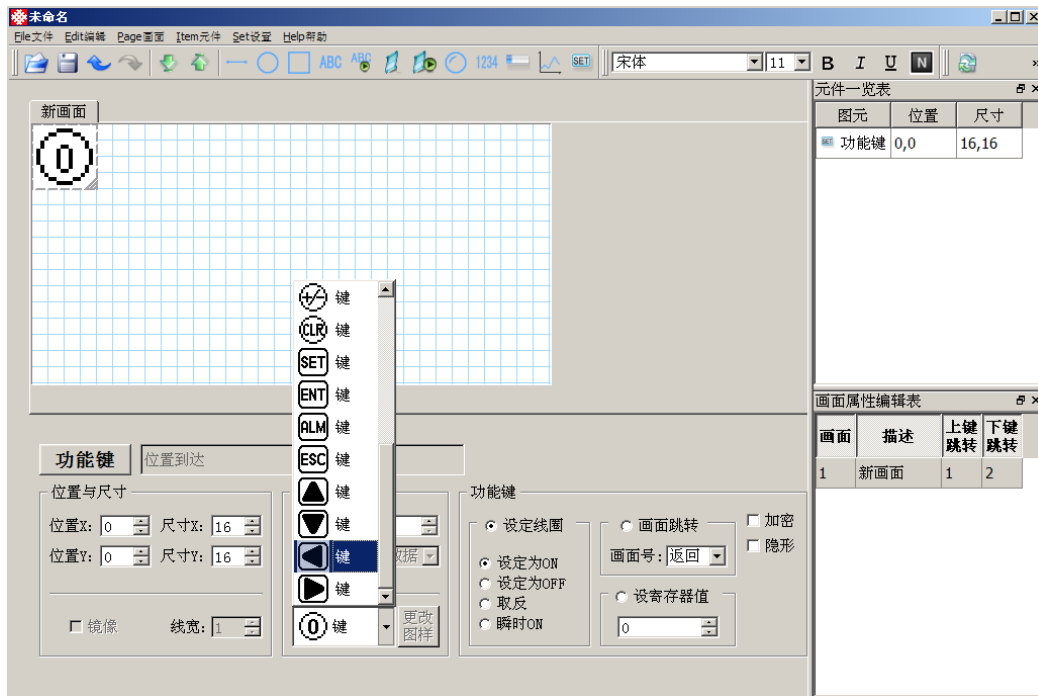 未命名
File文件 Edit编辑 Page画面 Item元件 Set设置 Help帮助
ABC ABC 1234 SET 宋体 11 B I U N »
元件一览表
新画面
图元 位置 尺寸
功能键 0,0 16,16
0
+/- 键
CLR 键
SET 键
ENT 键
ALM 键
ESC 键
键
键
键
键
0 键
画面属性编辑表
画面 描述 上键跳转 下键跳转
1 新画面 1 2
功能键 位置到达
位置与尺寸
位置X: 0 尺寸X: 16
位置Y: 0 尺寸Y: 16
镜像 线宽: 1
据
更改
图样
功能键
设定线圈 画面跳转 加密
设定为ON 画面号: 返回 隐形
设定为OFF
取反 设寄存器值
瞬时ON 0